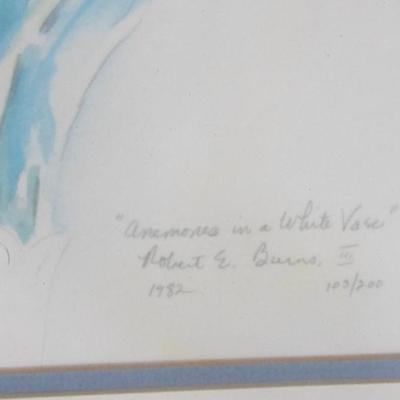 "Anemones in a White Vase"
Robert E. Burns, III
1982 103/200